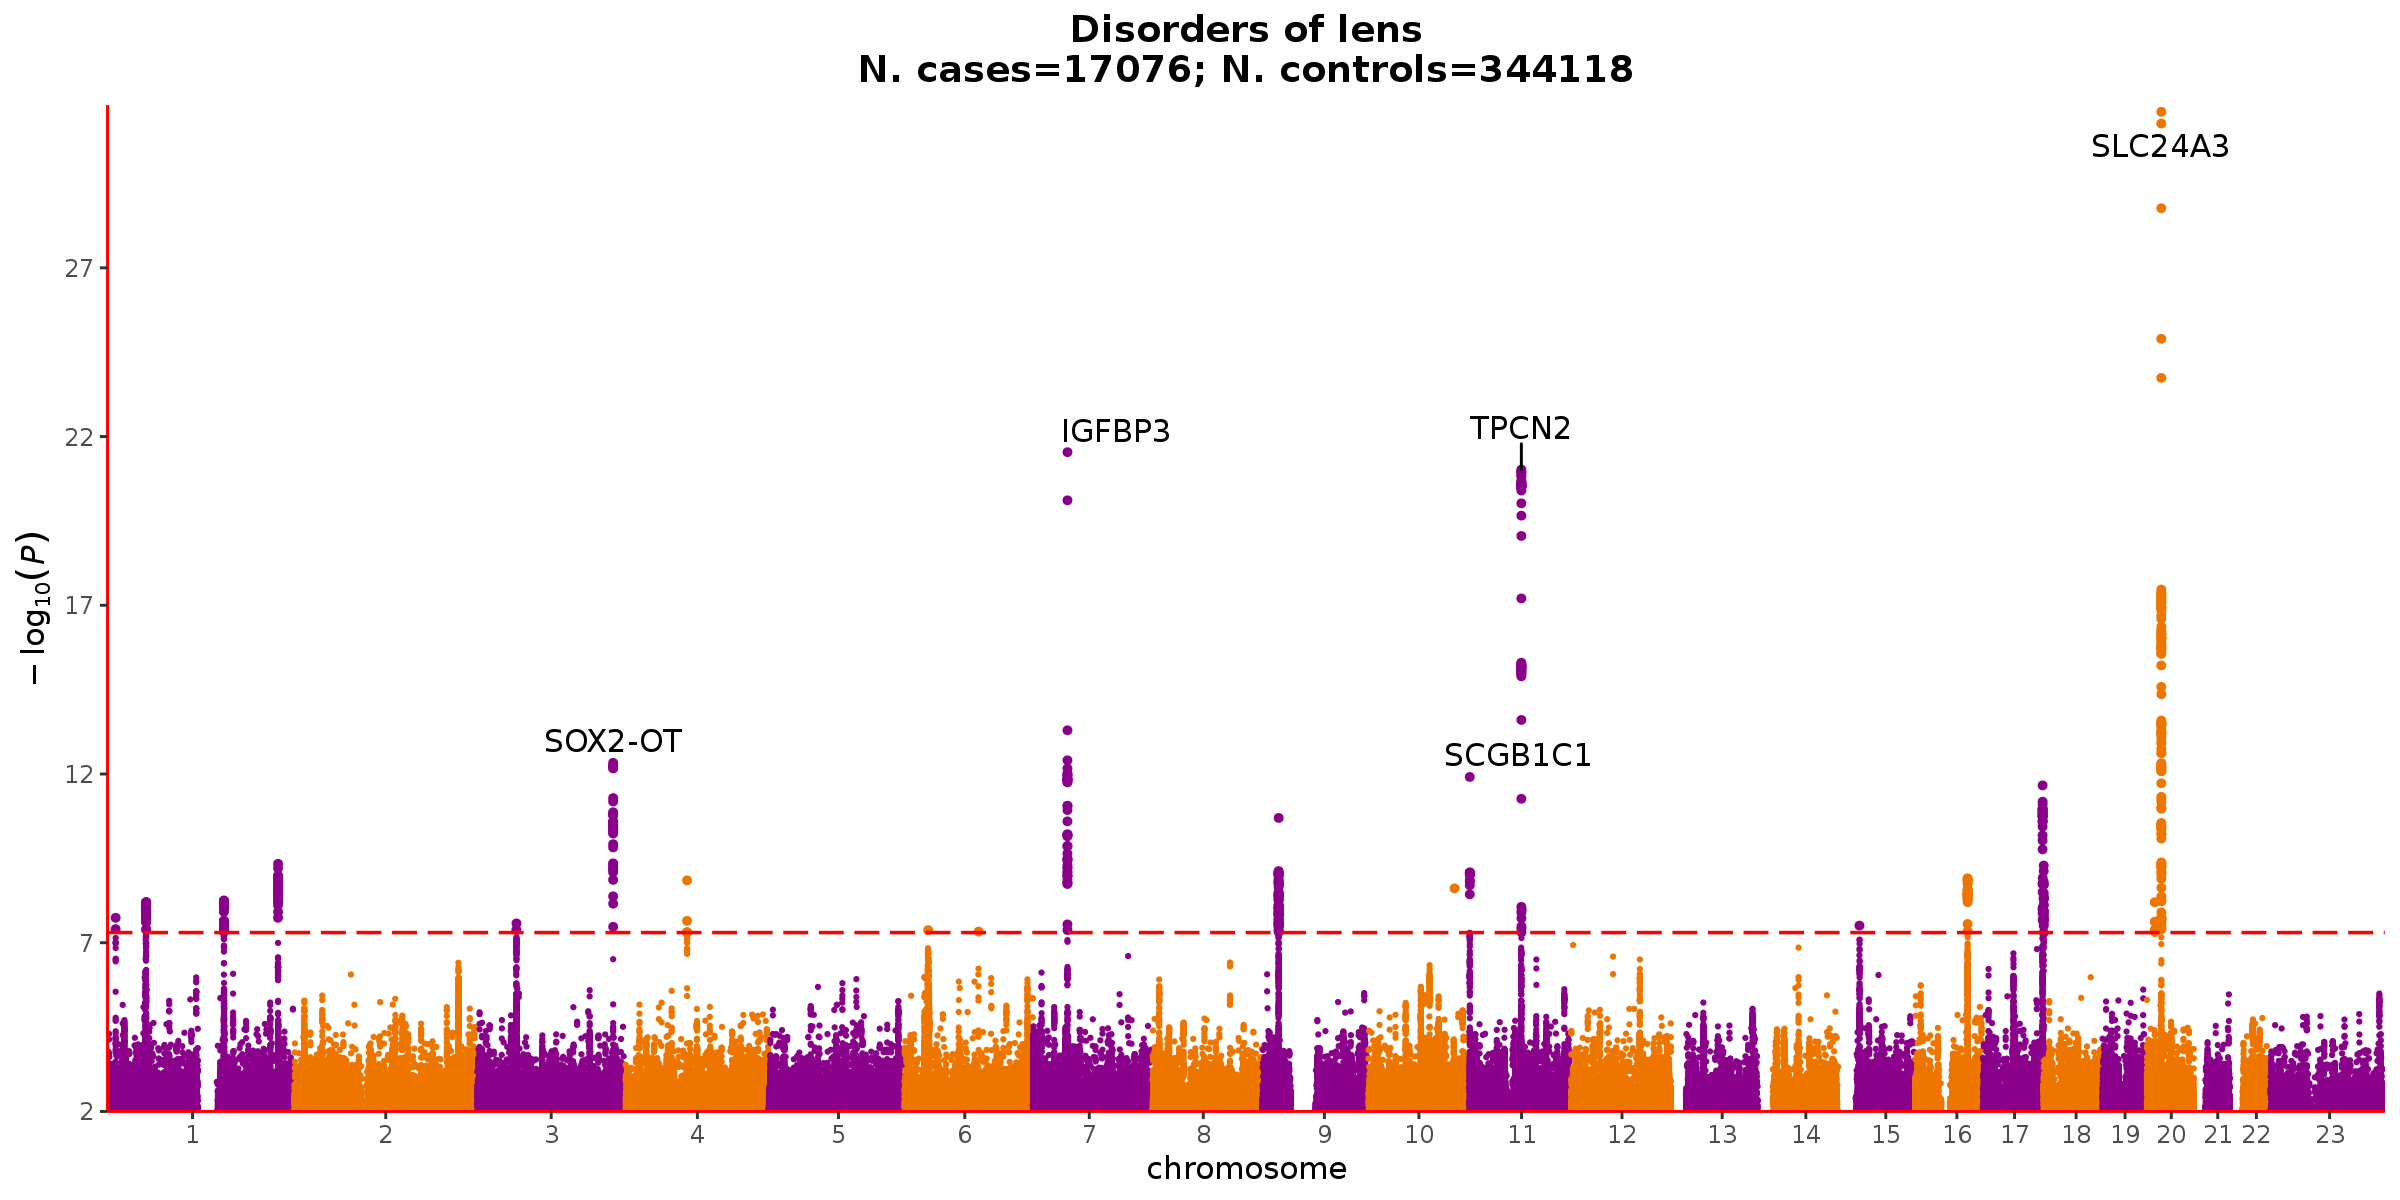 Disorders of lens
N. cases=17076; N. controls=344118
SLC24A3
27
IGFBP3
TPCN2
22
−log10(P)
17
SOX2-OT
SCGB1C1
12
7
2
1 2 3 4 5 6 7 8 9 10 11 12 13 14 15 16 17 18 19 20 21 22 23
chromosome